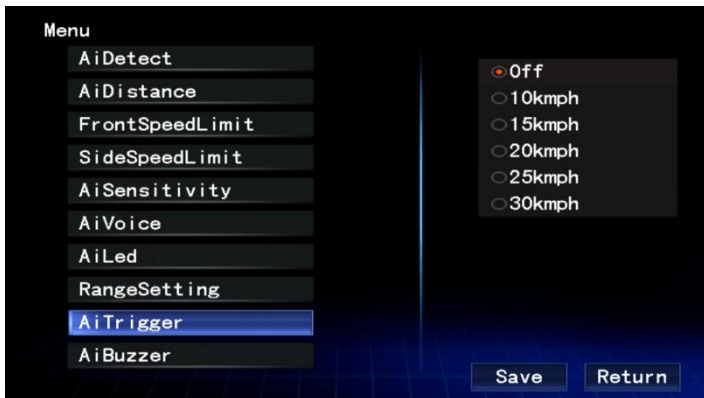 Menu
AiDetect
AiDistance
FrontSpeedLimit
SideSpeedLimit
AiSensitivity
AiVoice
AiLed
RangeSetting
AiTrigger
AiBuzzer
Off
10kmph
15kmph
20kmph
25kmph
30kmph
Save
Return